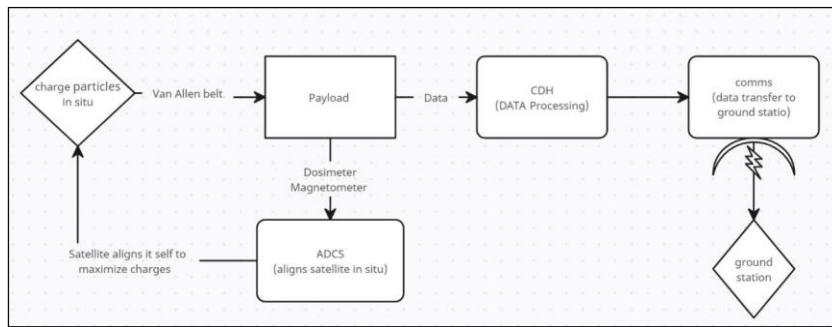 charge particles
in situ
Van Allen belt
Payload
Data
CDH
(DATA Processing)
comms
(data transfer to
ground statio)
Dosimeter
Magnetometer
Satellite aligns it self to
maximize charges
ADCS
(aligns satellite in situ)
ground
station